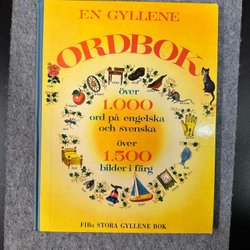 EN GYLLENE
ORDBOK
över
1.000
ord på engelska
och svenska
över
1.500
bilder i färg
FIBs STORA GYLLENE BOK